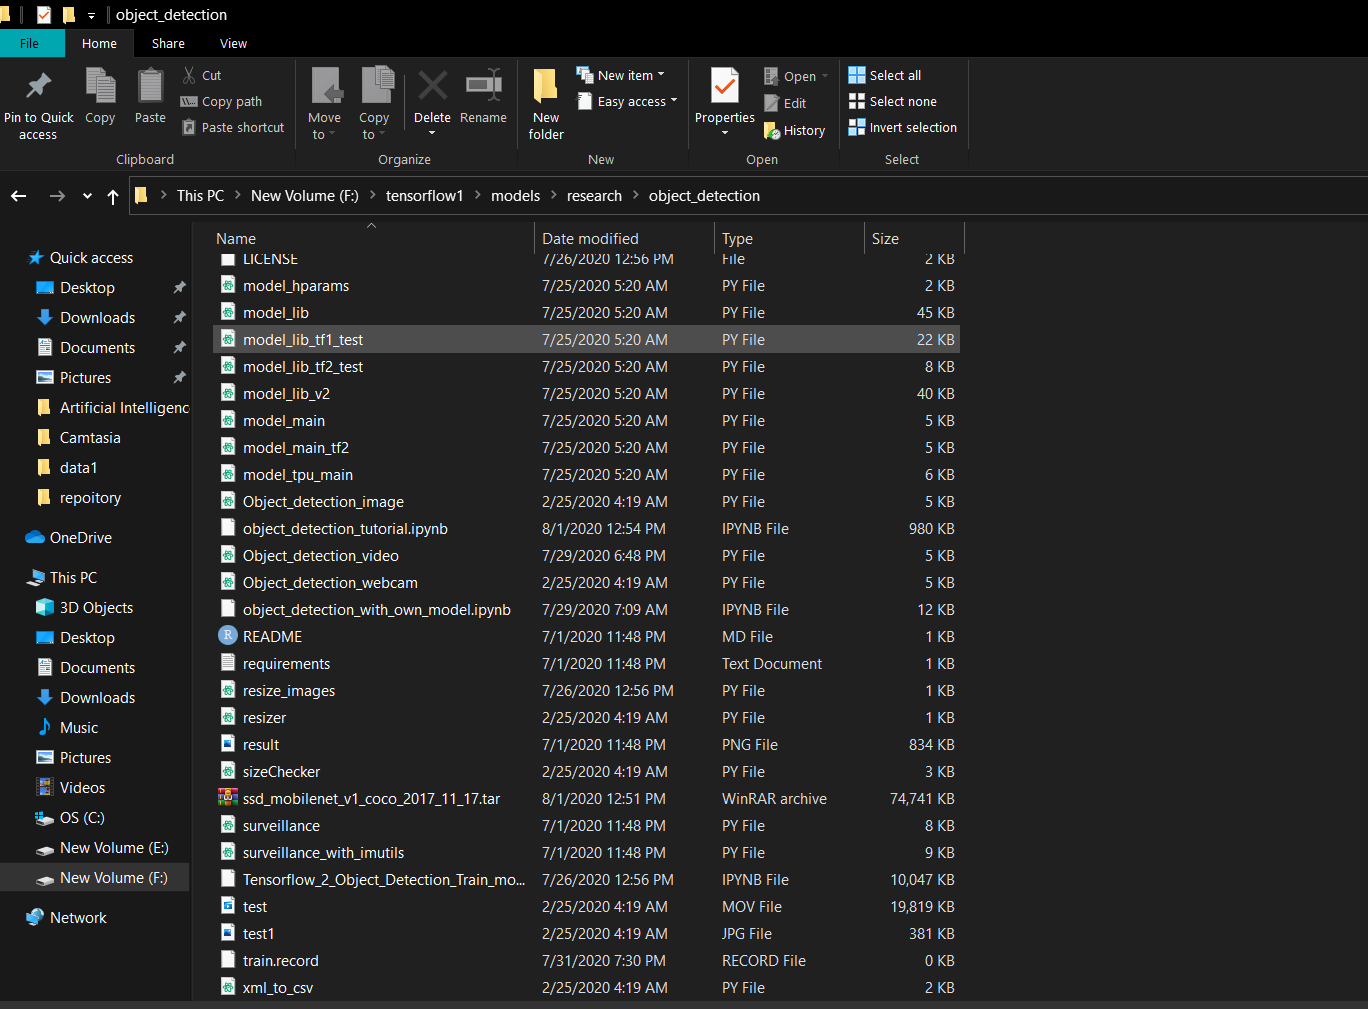 object_detection
File Home Share View
Pin to Quick access
Copy
Paste
Cut
Copy path
Paste shortcut
Clipboard
Move to
Copy to
Delete
Rename
Organize
New folder
New item
Easy access
New
Properties
Open
Edit
History
Open
Select all
Select none
Invert selection
Select
This PC > New Volume (F:) > tensorflow1 > models > research > object_detection
Quick access
Desktop
Downloads
Documents
Pictures
Artificial Intelligenc
Camtasia
data1
repoitory
OneDrive
This PC
3D Objects
Desktop
Documents
Downloads
Music
Pictures
Videos
OS (C:)
New Volume (E:)
New Volume (F:)
Network
Name Date modified Type Size
LICENSE 7/26/2020 12:56 PM File 2 KB
model_hparams 7/25/2020 5:20 AM PY File 2 KB
model_lib 7/25/2020 5:20 AM PY File 45 KB
model_lib_tf1_test 7/25/2020 5:20 AM PY File 22 KB
model_lib_tf2_test 7/25/2020 5:20 AM PY File 8 KB
model_lib_v2 7/25/2020 5:20 AM PY File 40 KB
model_main 7/25/2020 5:20 AM PY File 5 KB
model_main_tf2 7/25/2020 5:20 AM PY File 5 KB
model_tpu_main 7/25/2020 5:20 AM PY File 6 KB
Object_detection_image 2/25/2020 4:19 AM PY File 5 KB
object_detection_tutorial.ipynb 8/1/2020 12:54 PM IPYNB File 980 KB
Object_detection_video 7/29/2020 6:48 PM PY File 5 KB
Object_detection_webcam 2/25/2020 4:19 AM PY File 5 KB
object_detection_with_own_model.ipynb 7/29/2020 7:09 AM IPYNB File 12 KB
README 7/1/2020 11:48 PM MD File 1 KB
requirements 7/1/2020 11:48 PM Text Document 1 KB
resize_images 7/26/2020 12:56 PM PY File 1 KB
resizer 2/25/2020 4:19 AM PY File 1 KB
result 7/1/2020 11:48 PM PNG File 834 KB
sizeChecker 2/25/2020 4:19 AM PY File 3 KB
ssd_mobilenet_v1_coco_2017_11_17.tar 8/1/2020 12:51 PM WinRAR archive 74,741 KB
surveillance 7/1/2020 11:48 PM PY File 8 KB
surveillance_with_imutils 7/1/2020 11:48 PM PY File 9 KB
Tensorflow_2_Object_Detection_Train_mo... 7/26/2020 12:56 PM IPYNB File 10,047 KB
test 2/25/2020 4:19 AM MOV File 19,819 KB
test1 2/25/2020 4:19 AM JPG File 381 KB
train.record 7/31/2020 7:30 PM RECORD File 0 KB
xml_to_csv 2/25/2020 4:19 AM PY File 2 KB